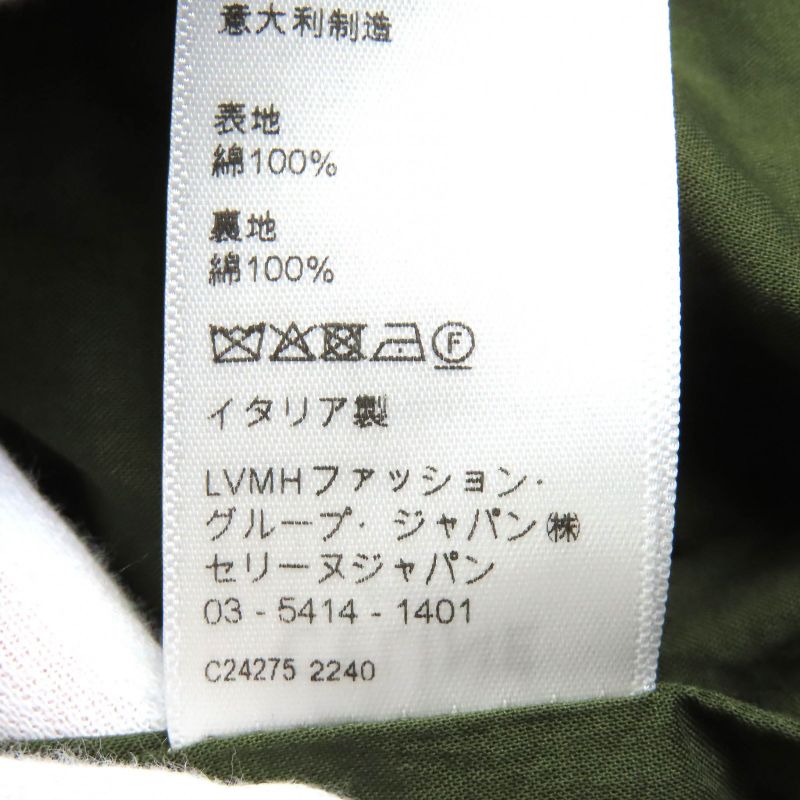 意大利制造
表地
綿100%
裏地
綿100%
F
イタリア製
LVMHファッション・
グループ・ジャパン㈱
セリーヌジャパン
03 - 5414 - 1401
C24275 2240